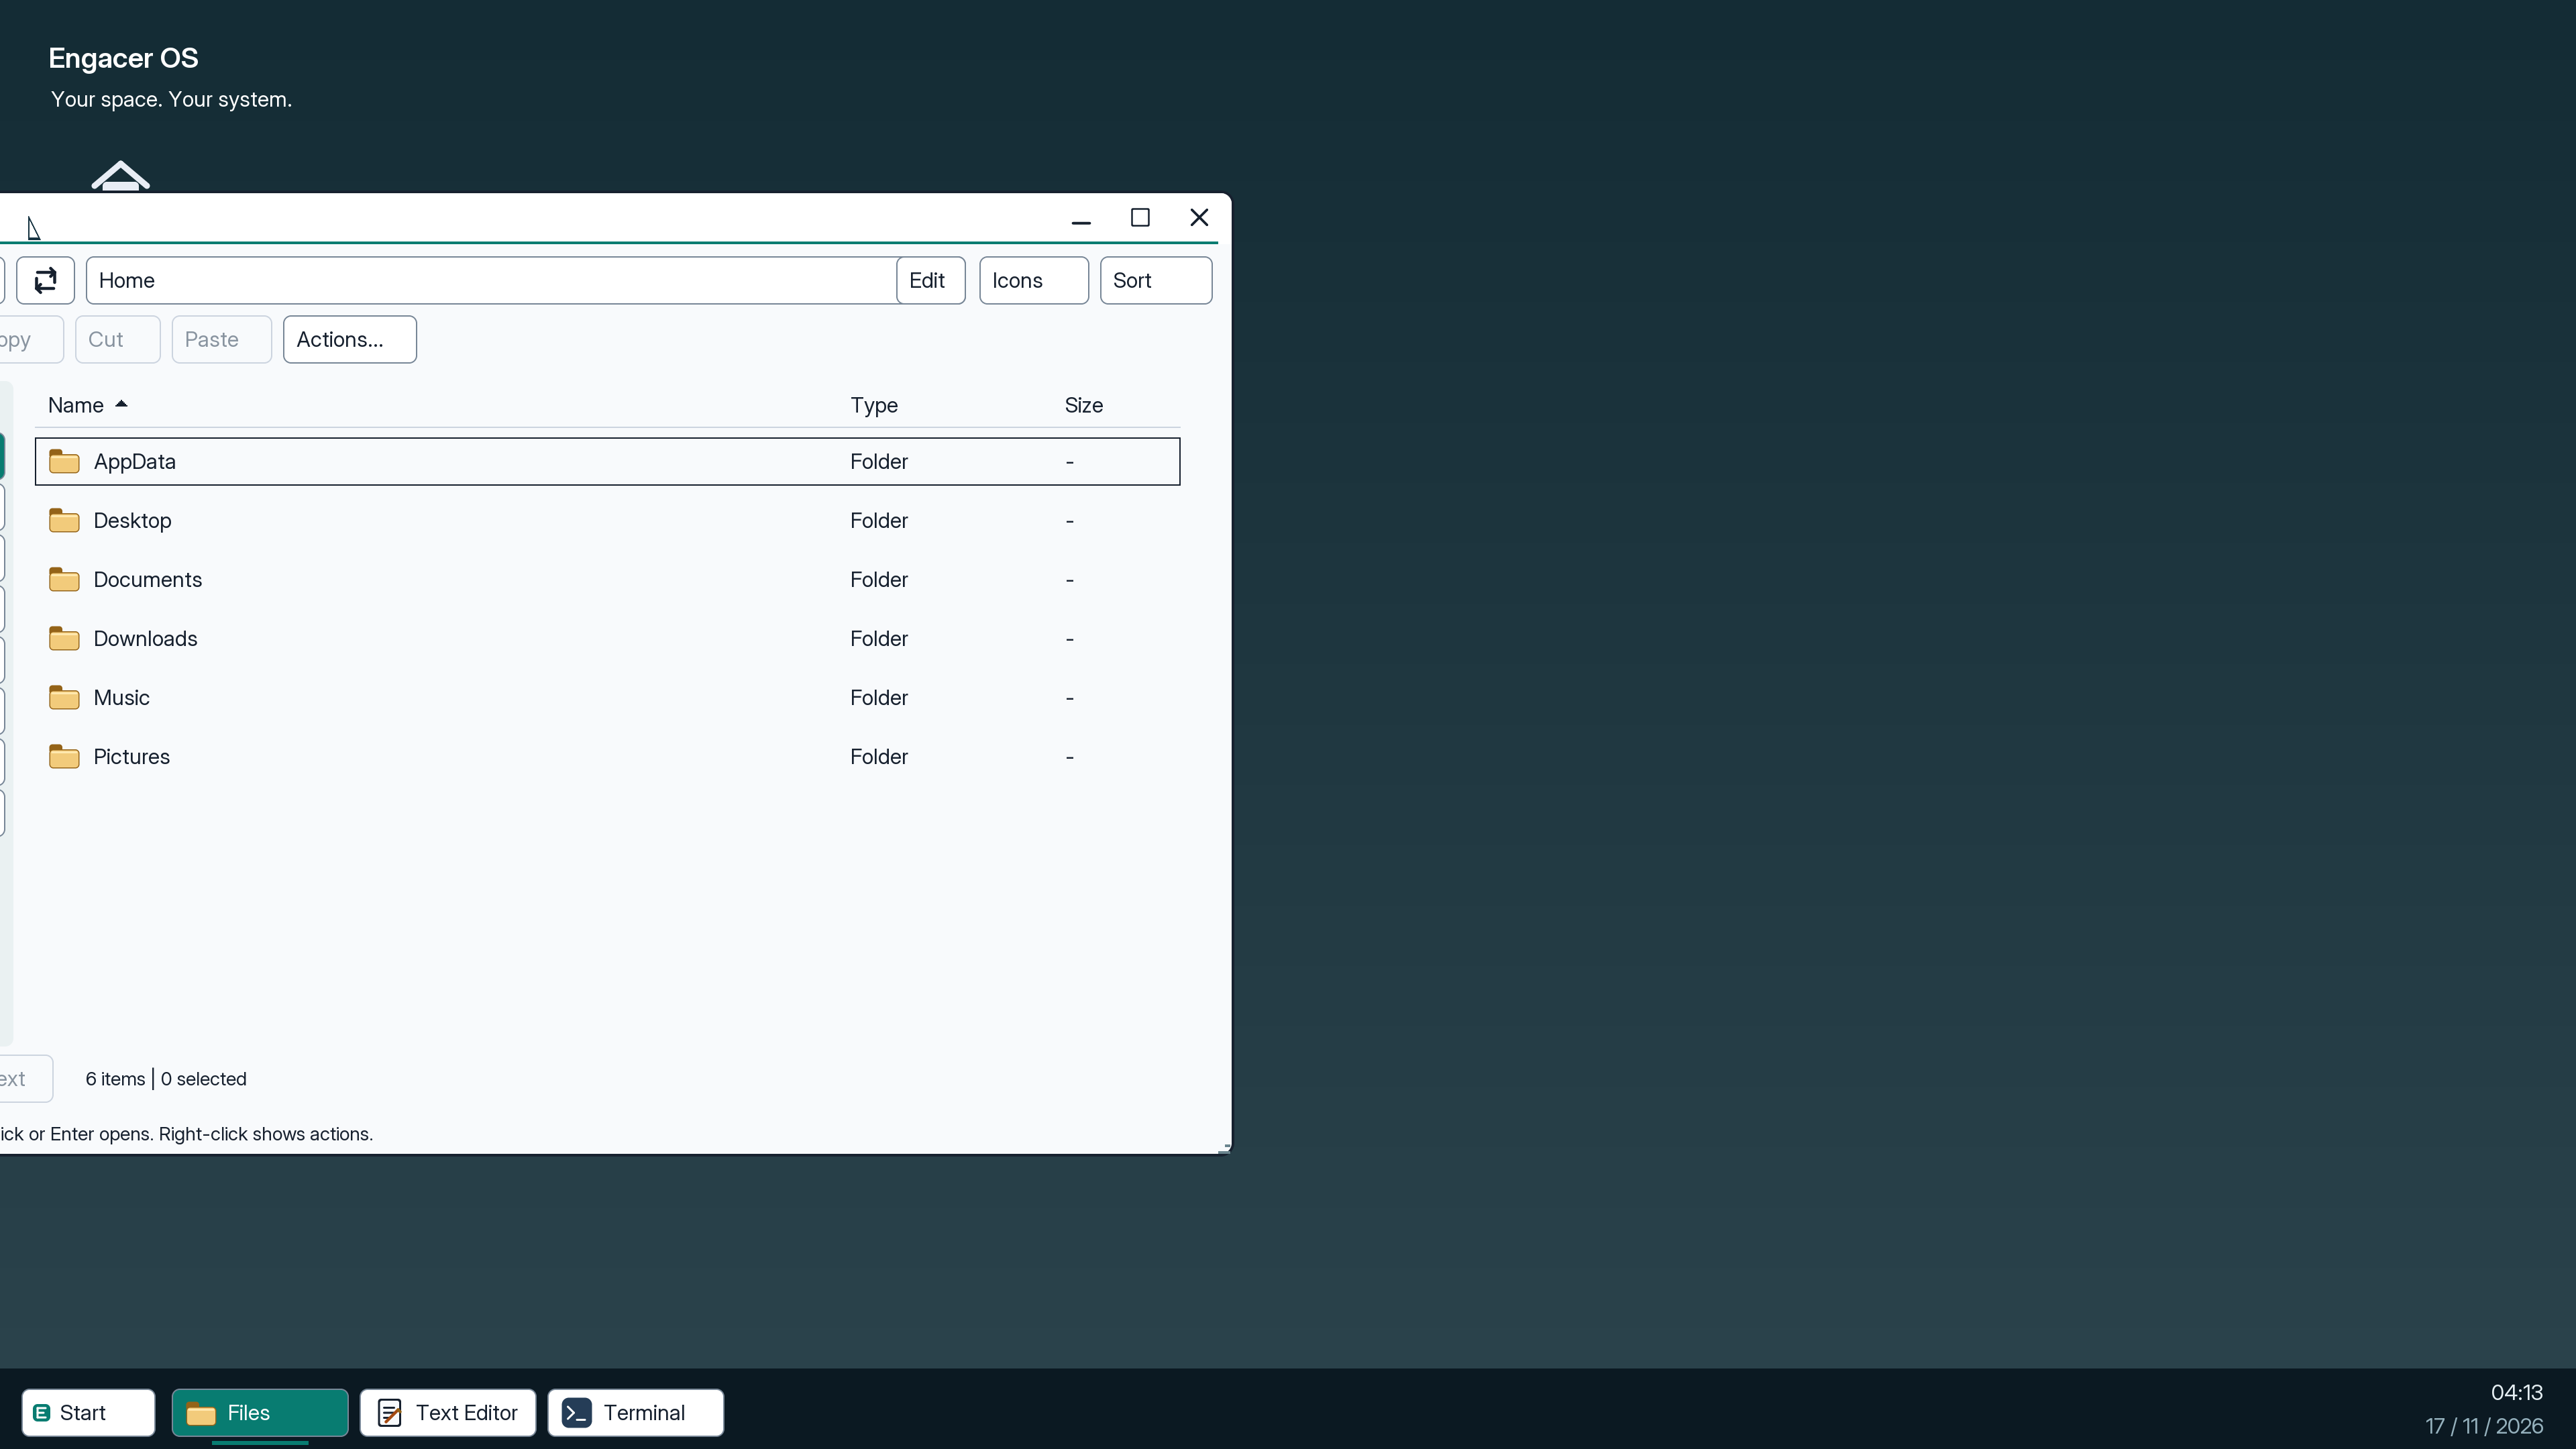 Engacer OS
Your space. Your system.
Home
Edit
Icons
Sort
opy
Cut
Paste
Actions...
Name
Type
Size
AppData Folder -
Desktop Folder -
Documents Folder -
Downloads Folder -
Music Folder -
Pictures Folder -
ext
6 items | 0 selected
ick or Enter opens. Right-click shows actions.
E Start
Files
Text Editor
Terminal
04:13
17 / 11 / 2026